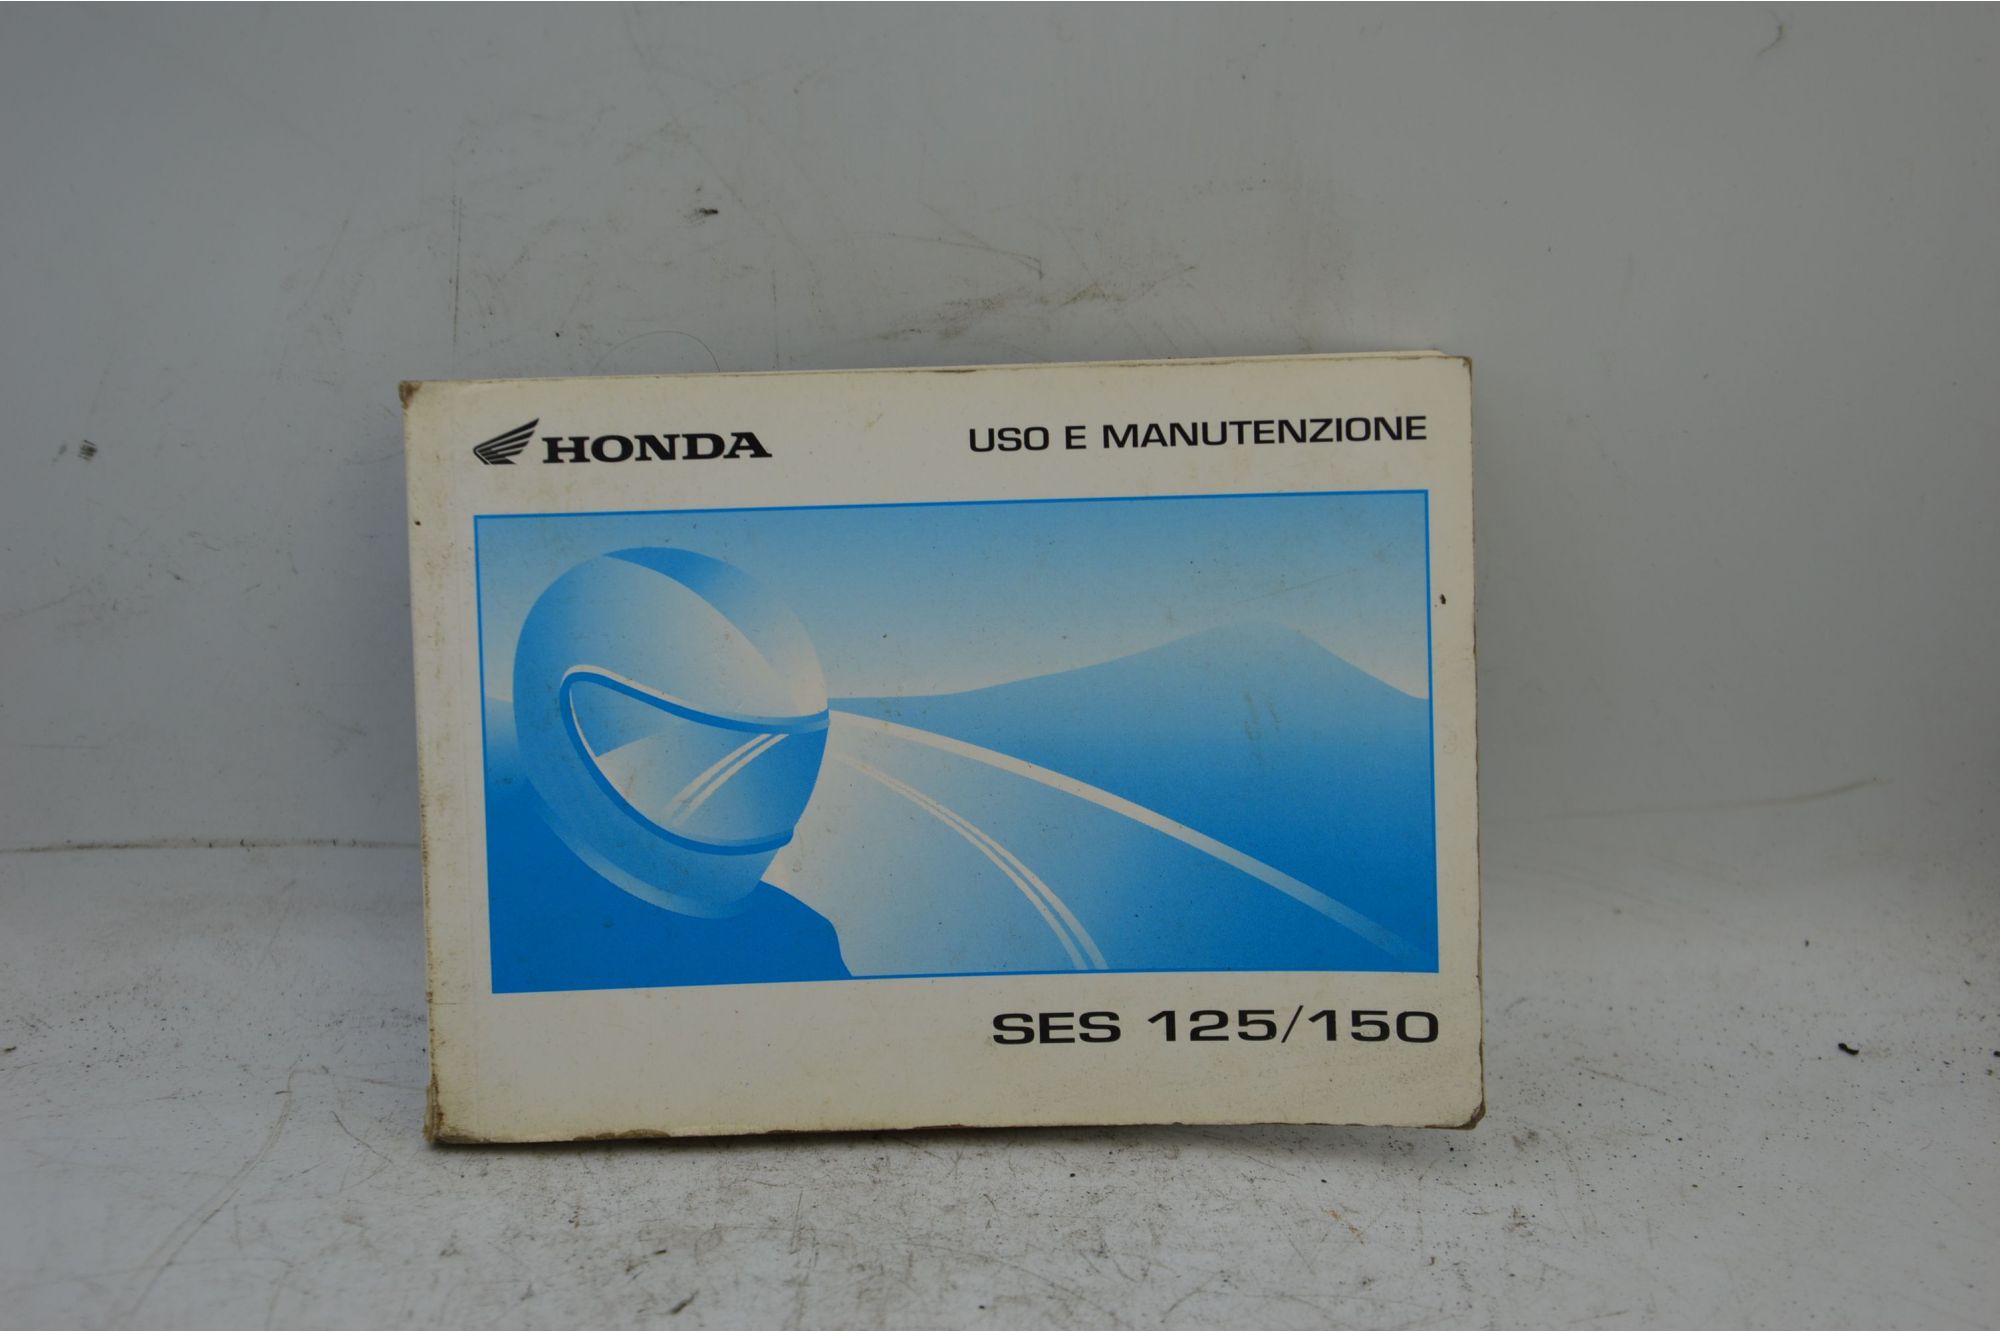 HONDA
USO E MANUTENZIONE
SES 125/150